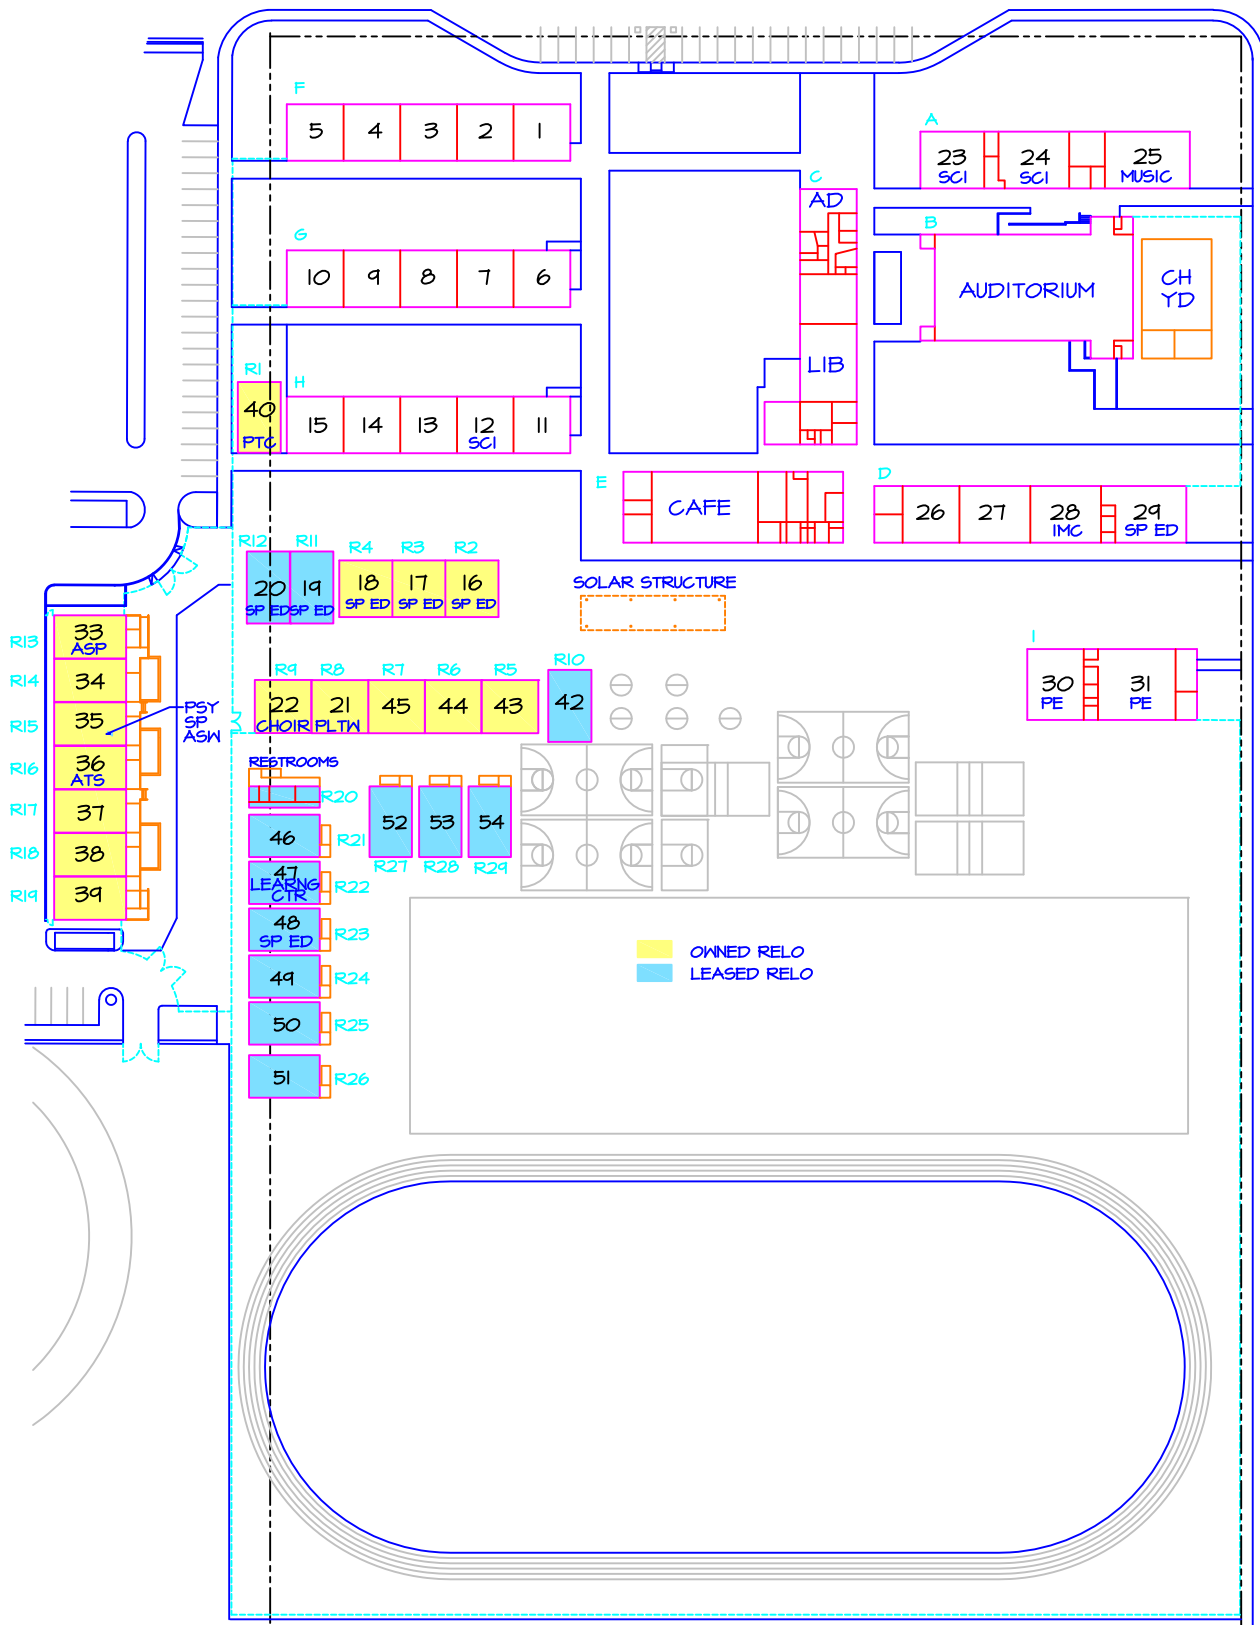 F
5 4 3 2 1
A
23 SCI
24 SCI
25 MUSIC
C
AD
B
AUDITORIUM
CH
YD
G
10 9 8 7 6
LIB
R1
40
PTC
H
15 14 13 12 11
SCI
E
CAFE
D
26 27 28 29
IMC SP ED
R12 R11 R4 R3 R2
20 19 18 17 16
SP ED SP ED SP ED SP ED SP ED
SOLAR STRUCTURE
R13
33
ASP
R14
34
R15
35
PSY
SP
ASW
R16
36
ATS
R17
37
R18
38
R19
39
I
30 31
PE PE
R9 R8 R7 R6 R5 R10
22 21 45 44 43 42
CHOIR PLTW
RESTROOMS
R20
46
R21
47
LEARNG
CTR
R22
48
SP ED
R23
49
R24
50
R25
51
R26
52 53 54
R27 R28 R29
OWNED RELO
LEASED RELO